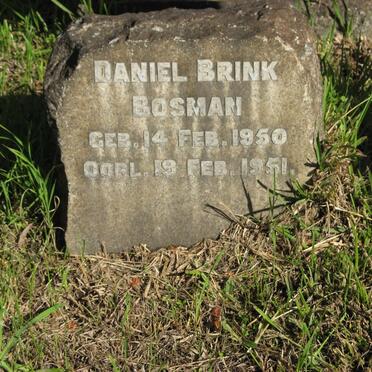 DANIEL BRINK
BOSMAN
GEB. 14 FEB. 1950
OORL. 19 FEB. 1951.